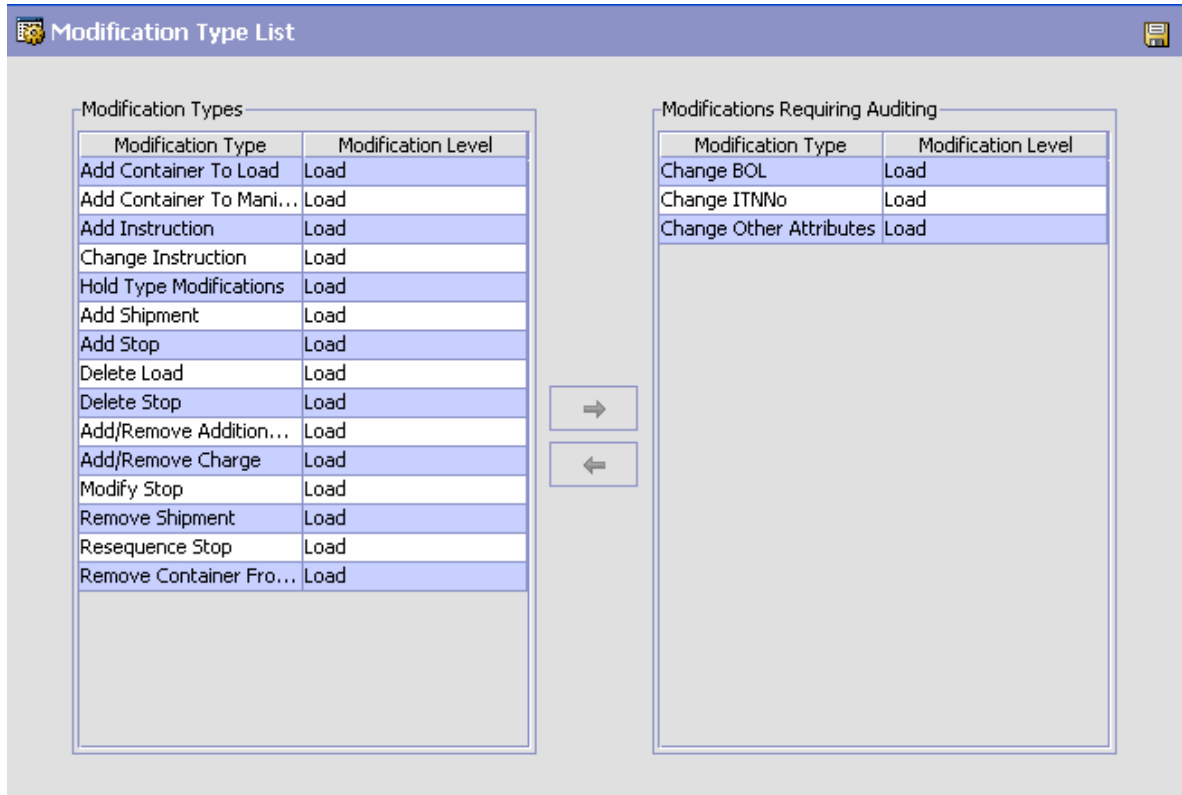 Modification Type List
Modification Types
Modification Type Modification Level
Add Container To Load Load
Add Container To Mani... Load
Add Instruction Load
Change Instruction Load
Hold Type Modifications Load
Add Shipment Load
Add Stop Load
Delete Load Load
Delete Stop Load
Add/Remove Addition... Load
Add/Remove Charge Load
Modify Stop Load
Remove Shipment Load
Resequence Stop Load
Remove Container Fro... Load
Modifications Requiring Auditing
Modification Type Modification Level
Change BOL Load
Change ITNNo Load
Change Other Attributes Load